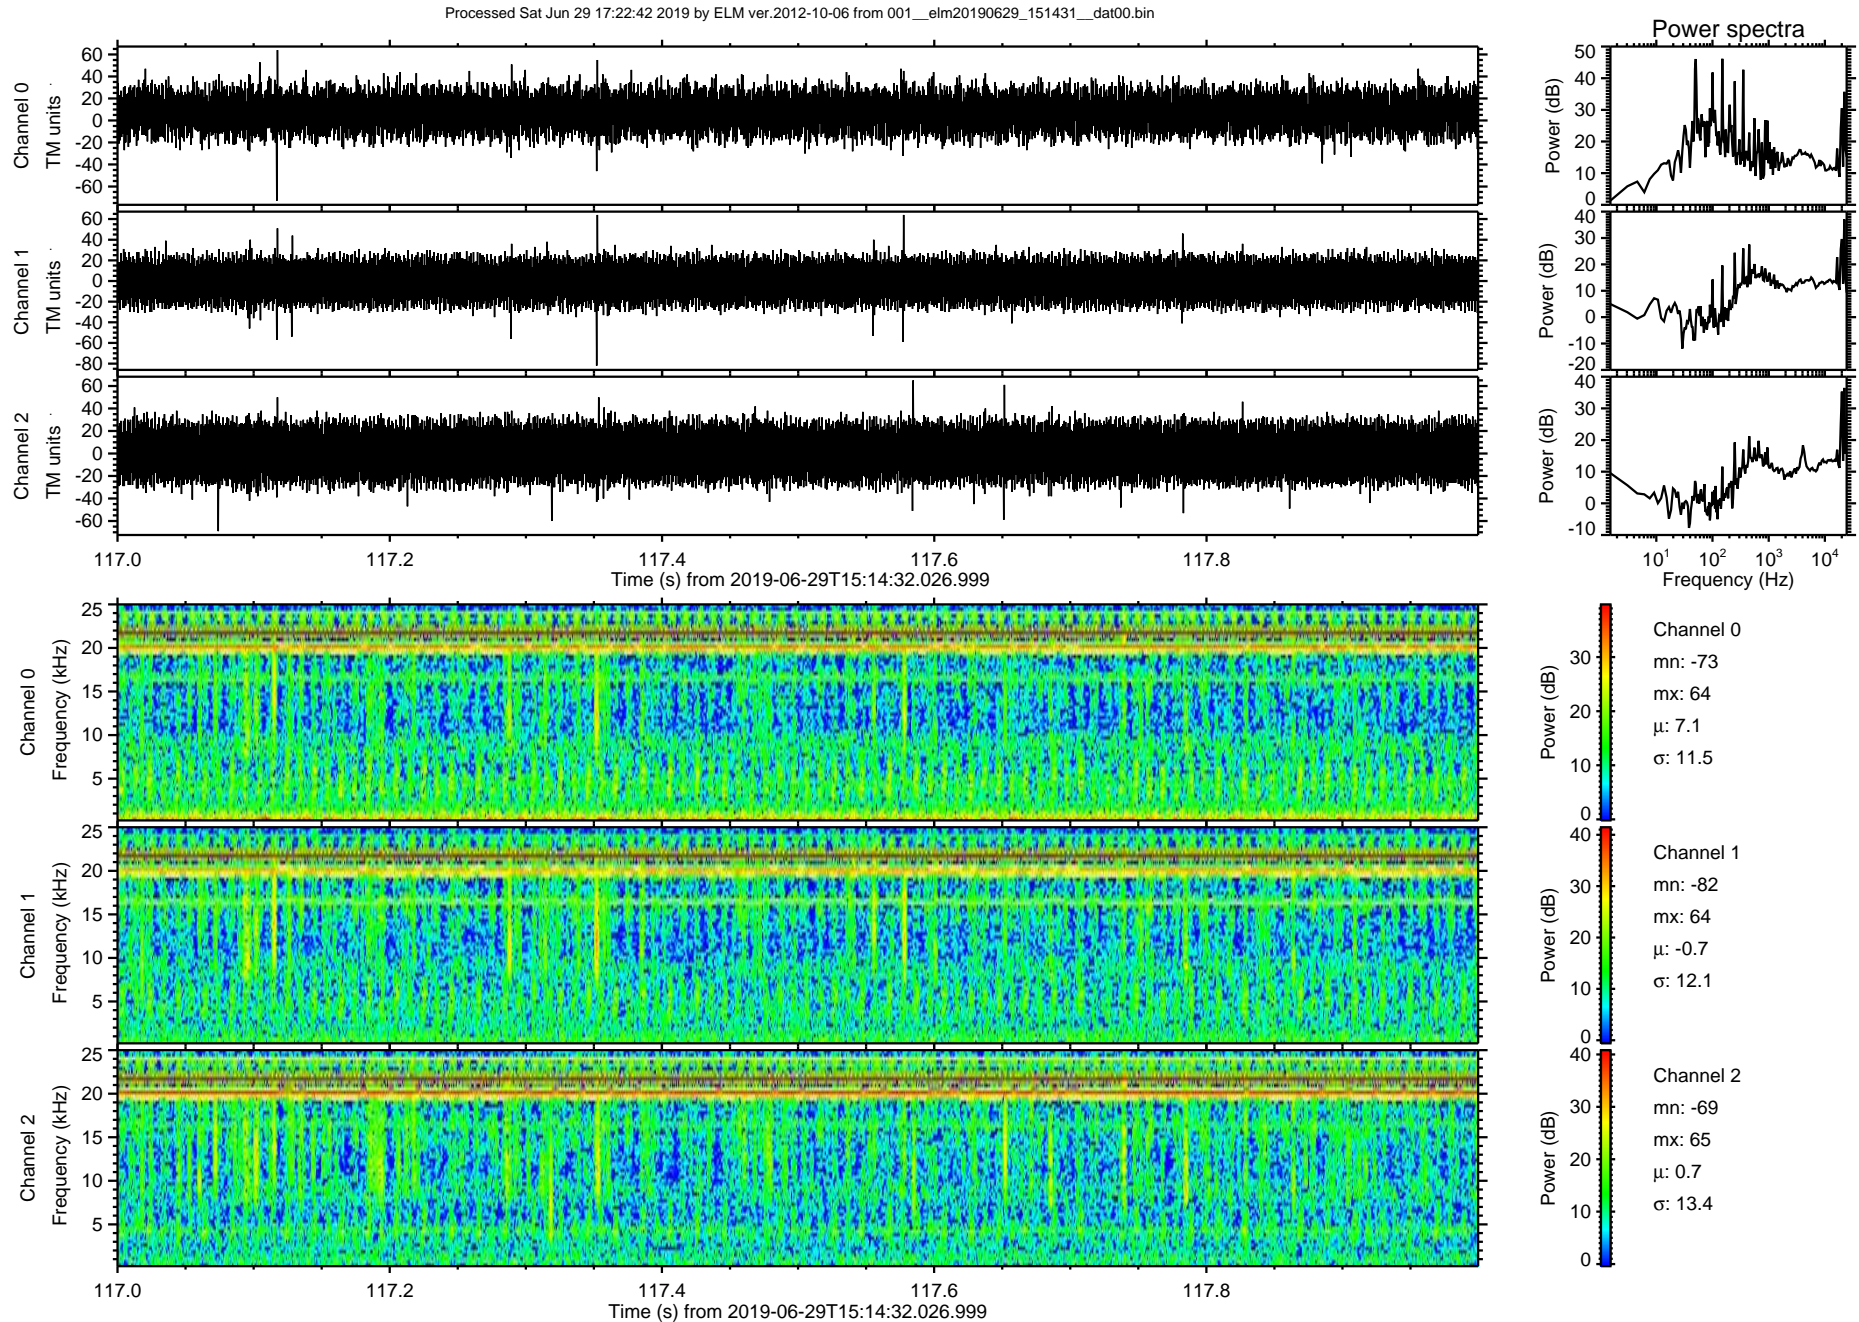 Processed Sat Jun 29 17:22:42 2019 by ELM ver.2012-10-06 from 001__elm20190629_151431__dat00.bin
Power spectra
Channel 0
TM units
60
40
20
0
-20
-40
-60
Power (dB)
50
40
30
20
10
0
Channel 1
TM units
60
40
20
0
-20
-40
-60
-80
Power (dB)
40
30
20
10
0
-10
-20
Channel 2
TM units
60
40
20
0
-20
-40
-60
Power (dB)
40
30
20
10
0
-10
117.0 117.2 117.4 117.6 117.8
Time (s) from 2019-06-29T15:14:32.026.999
10^1 10^2 10^3 10^4
Frequency (Hz)
Channel 0
Frequency (kHz)
25
20
15
10
5
Power (dB)
30
20
10
0
Channel 0
mn: -73
mx: 64
μ: 7.1
σ: 11.5
Channel 1
Frequency (kHz)
25
20
15
10
5
Power (dB)
40
30
20
10
0
Channel 1
mn: -82
mx: 64
μ: -0.7
σ: 12.1
Channel 2
Frequency (kHz)
25
20
15
10
5
Power (dB)
40
30
20
10
0
Channel 2
mn: -69
mx: 65
μ: 0.7
σ: 13.4
117.0 117.2 117.4 117.6 117.8
Time (s) from 2019-06-29T15:14:32.026.999